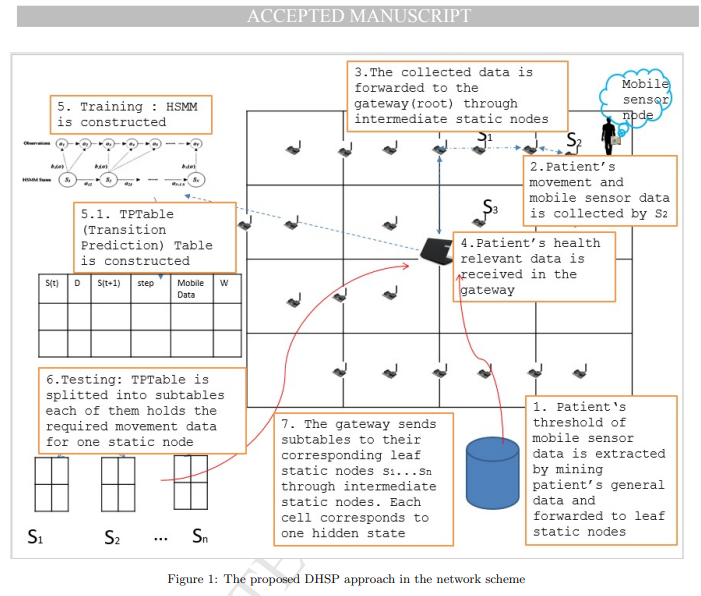 ACCEPTED MANUSCRIPT
3.The collected data is
forwarded to the
gateway(root) through
intermediate static nodes
Mobile
sensor
node
5. Training : HSMM
is constructed
Observations
HSMM States
S1
S2
2.Patient's
movement and
mobile sensor data
is collected by S2
5.1. TPTable
(Transition
Prediction) Table
is constructed
S3
4.Patient's health
relevant data is
received in the
gateway
S(t) D S(t+1) step Mobile W
Data
6.Testing: TPTable is
splitted into subtables
each of them holds the
required movement data
for one static node
7. The gateway sends
subtables to their
corresponding leaf
static nodes s1...sn
through intermediate
static nodes. Each
cell corresponds to
one hidden state
1. Patient's
threshold of
mobile sensor
data is extracted
by mining
patient's general
data and
forwarded to leaf
static nodes
S1 S2 ... Sn
Figure 1: The proposed DHSP approach in the network scheme